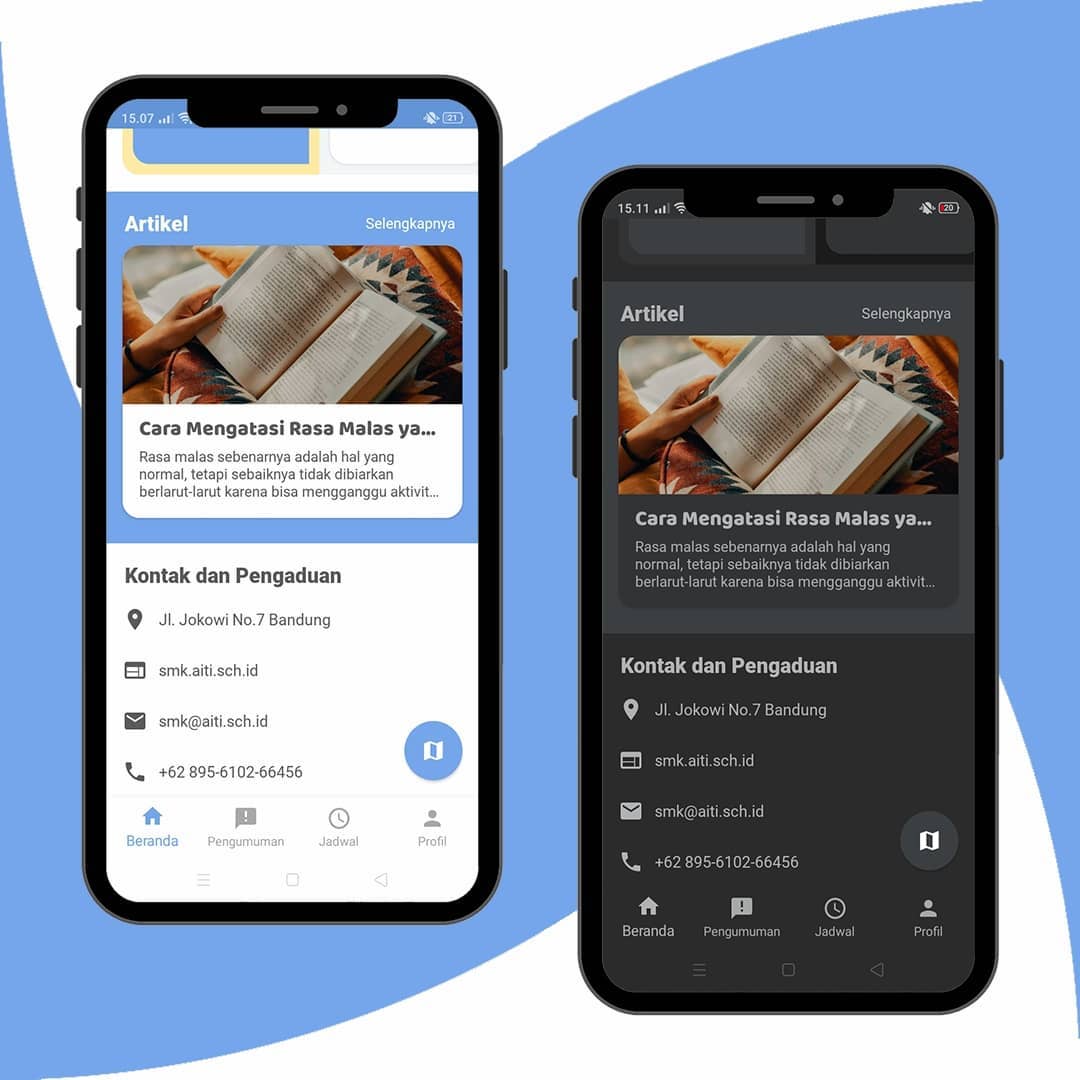 15.07
21
Artikel
Selengkapnya
Cara Mengatasi Rasa Malas ya...
Rasa malas sebenarnya adalah hal yang
normal, tetapi sebaiknya tidak dibiarkan
berlarut-larut karena bisa mengganggu aktivit...
Kontak dan Pengaduan
Jl. Jokowi No.7 Bandung
smk.aiti.sch.id
smk@aiti.sch.id
+62 895-6102-66456
Beranda
Pengumuman
Jadwal
Profil
15.11
20
Artikel
Selengkapnya
Cara Mengatasi Rasa Malas ya...
Rasa malas sebenarnya adalah hal yang
normal, tetapi sebaiknya tidak dibiarkan
berlarut-larut karena bisa mengganggu aktivit...
Kontak dan Pengaduan
Jl. Jokowi No.7 Bandung
smk.aiti.sch.id
smk@aiti.sch.id
+62 895-6102-66456
Beranda
Pengumuman
Jadwal
Profil